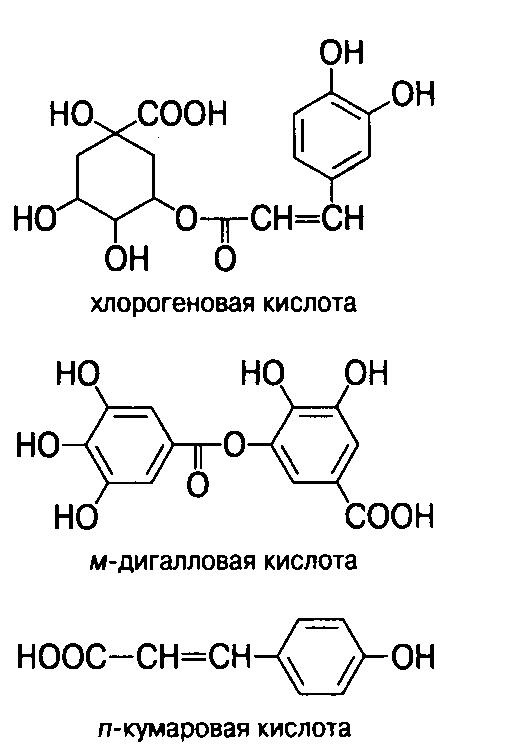 OH
HO COOH OH
HO O CH=CH
OH O
хлорогеновая кислота
HO HO OH
HO O
HO O COOH
м-дигалловая кислота
HOOC—CH=CH OH
п-кумаровая кислота